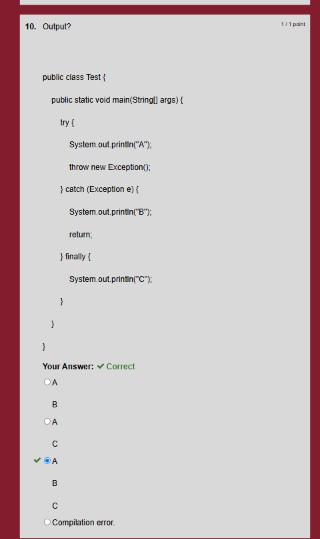 10. Output?
1 / 1 point
public class Test {
public static void main(String[] args) {
try {
System.out.println("A");
throw new Exception();
} catch (Exception e) {
System.out.println("B");
return;
} finally {
System.out.println("C");
}
}
}
Your Answer: ✔ Correct
A
B
A
C
A
B
C
Compilation error.